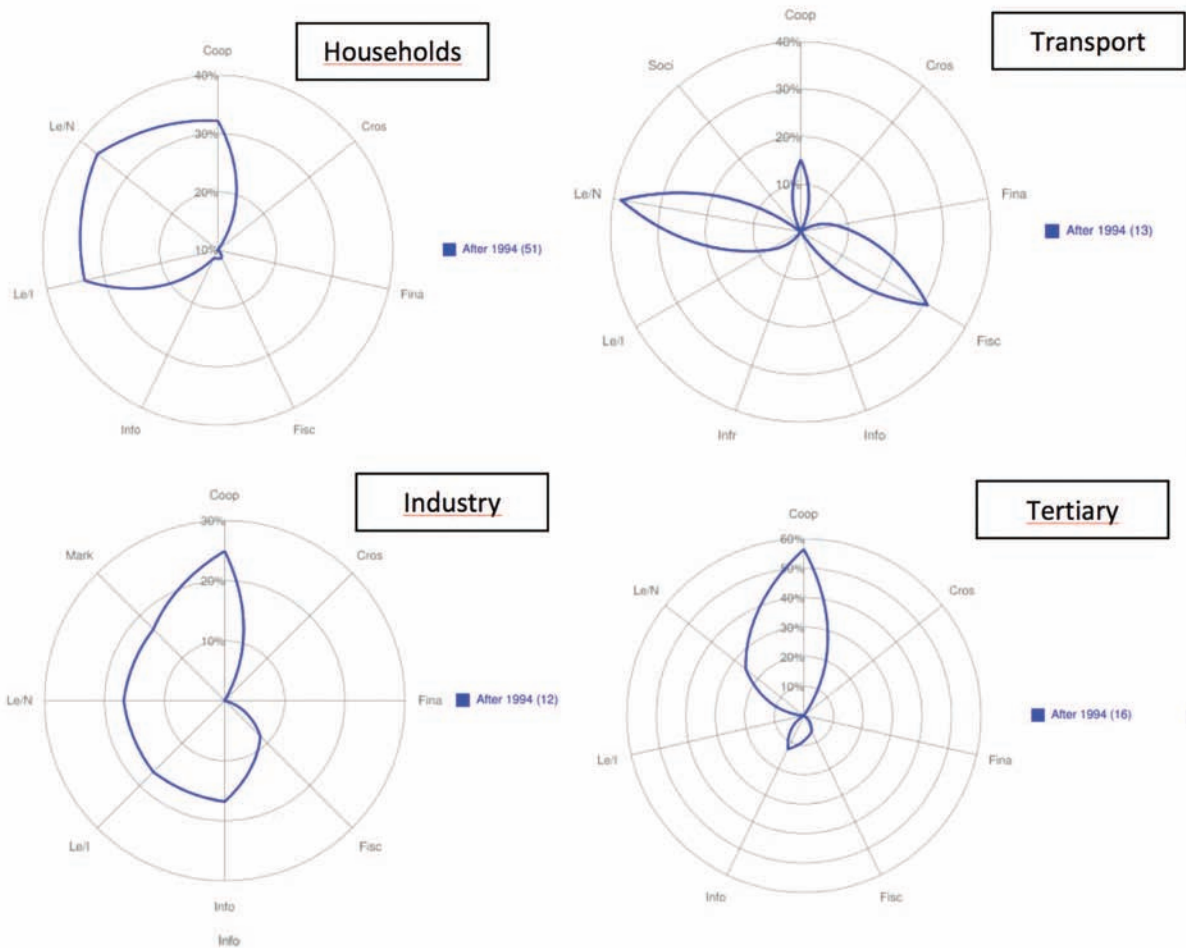 Households
Coop
40%
30%
20%
10%
Cros
Fina
Fisc
Info
Le/I
Le/N
After 1994 (51)
Transport
Coop
40%
30%
20%
10%
Cros
Fina
Fisc
Info
Infr
Le/I
Le/N
Soci
After 1994 (13)
Industry
Coop
30%
20%
10%
Cros
Fina
Fisc
Info
Info
Le/I
Le/N
Mark
After 1994 (12)
Tertiary
Coop
60%
50%
40%
30%
20%
10%
Cros
Fina
Fisc
Info
Le/I
Le/N
After 1994 (16)